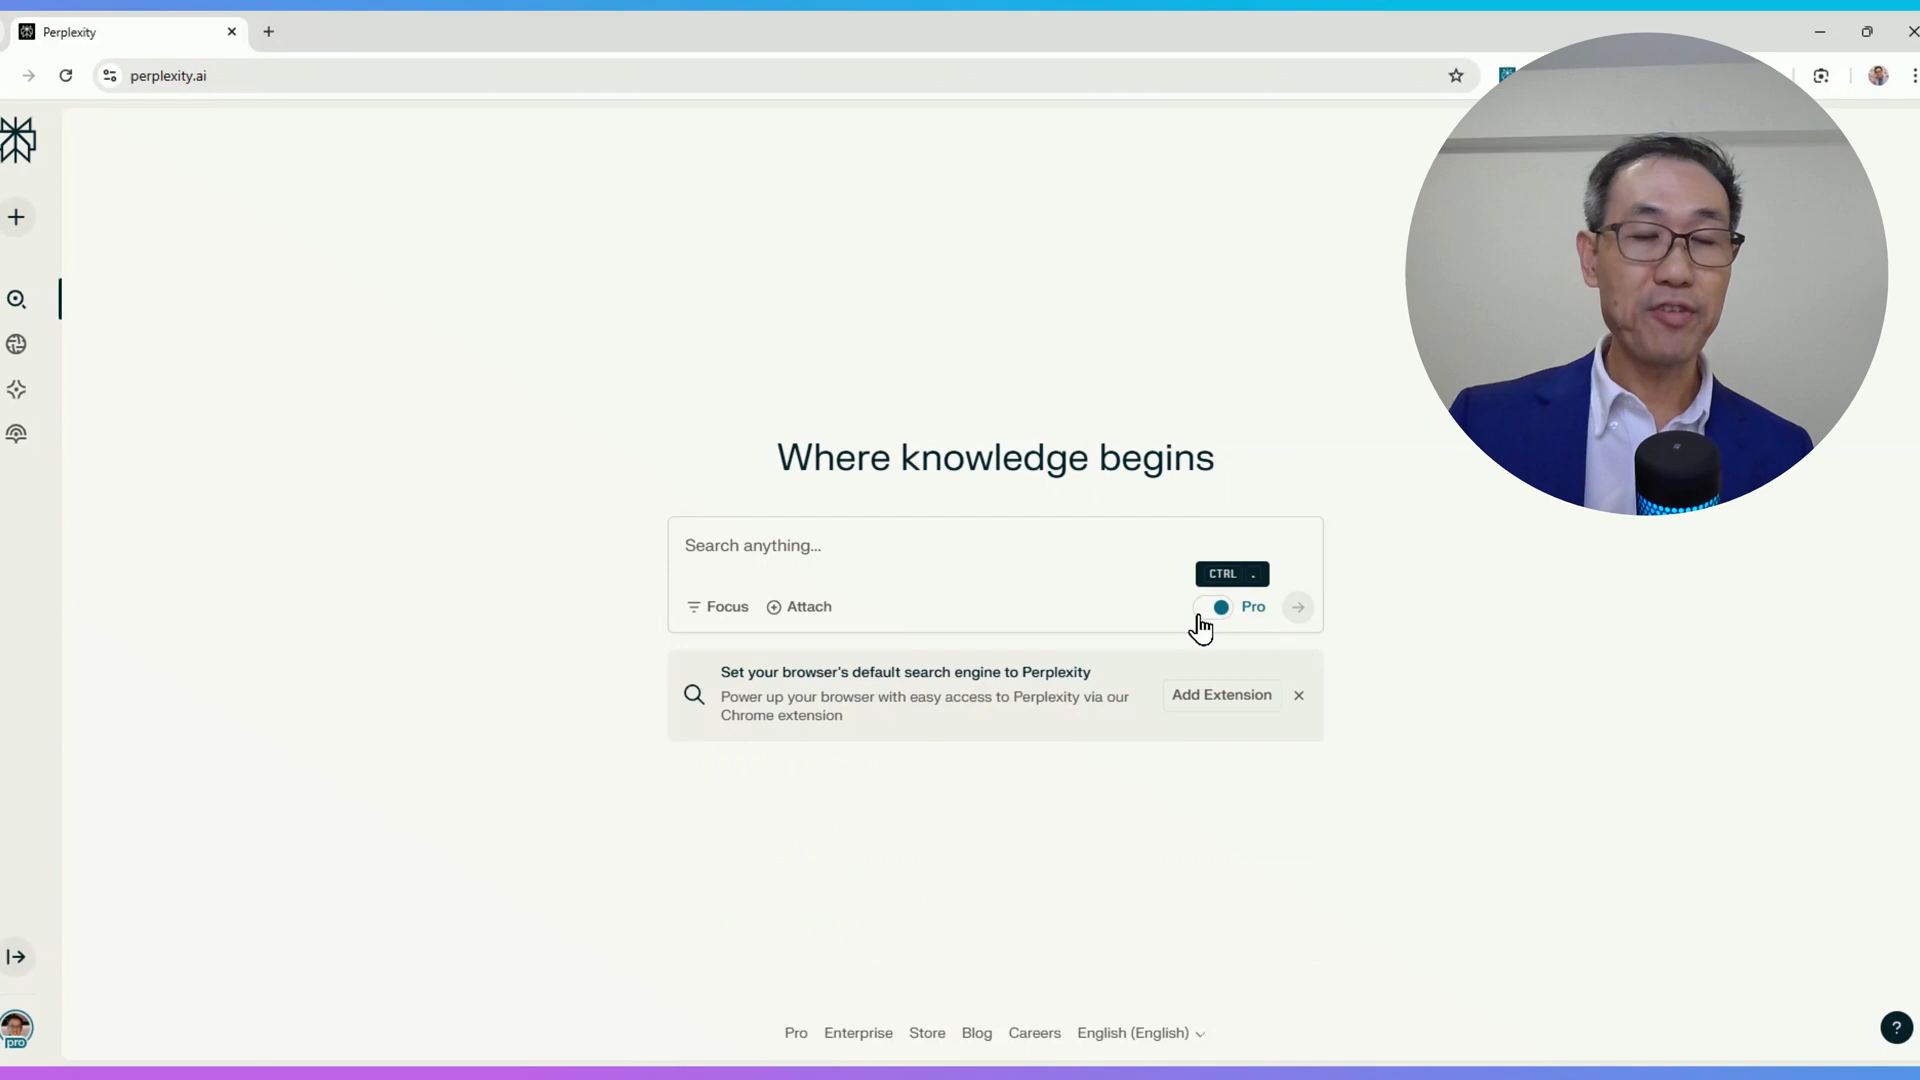 Perplexity
perplexity.ai
Where knowledge begins
Search anything...
CTRL .
Focus Attach Pro
Set your browser's default search engine to Perplexity
Power up your browser with easy access to Perplexity via our
Chrome extension
Add Extension
pro
Pro Enterprise Store Blog Careers English (English)
?